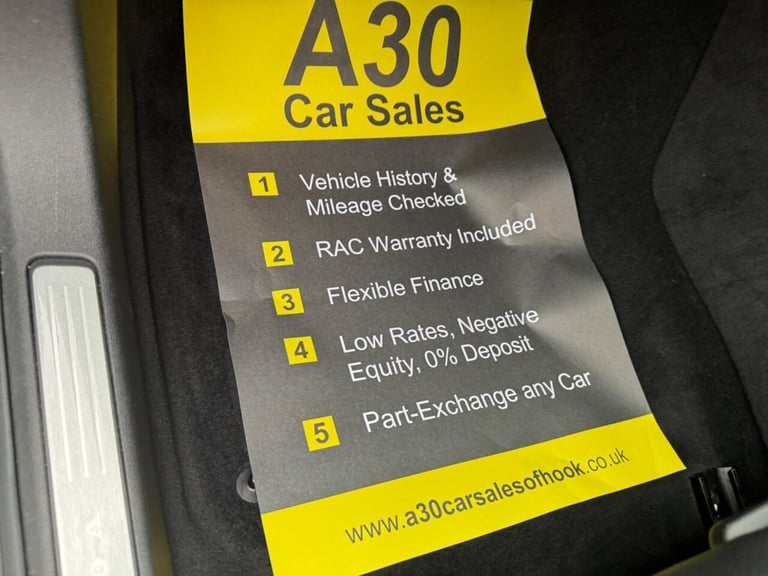 A30
Car Sales
1 Vehicle History &
Mileage Checked
2 RAC Warranty Included
3 Flexible Finance
4 Low Rates, Negative
Equity, 0% Deposit
5 Part-Exchange any Car
www.a30carsalesofhook.co.uk